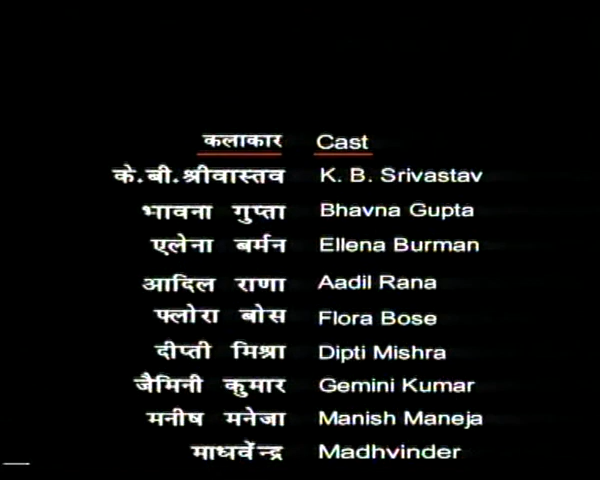 कलाकार Cast
के.बी.श्रीवास्तव K. B. Srivastav
भावना गुप्ता Bhavna Gupta
एलेना बर्मन Ellena Burman
आदिल राणा Aadil Rana
फ्लोरा बोस Flora Bose
दीप्ती मिश्रा Dipti Mishra
जैमिनी कुमार Gemini Kumar
मनीष मनेजा Manish Maneja
माधवेंन्द्र Madhvinder